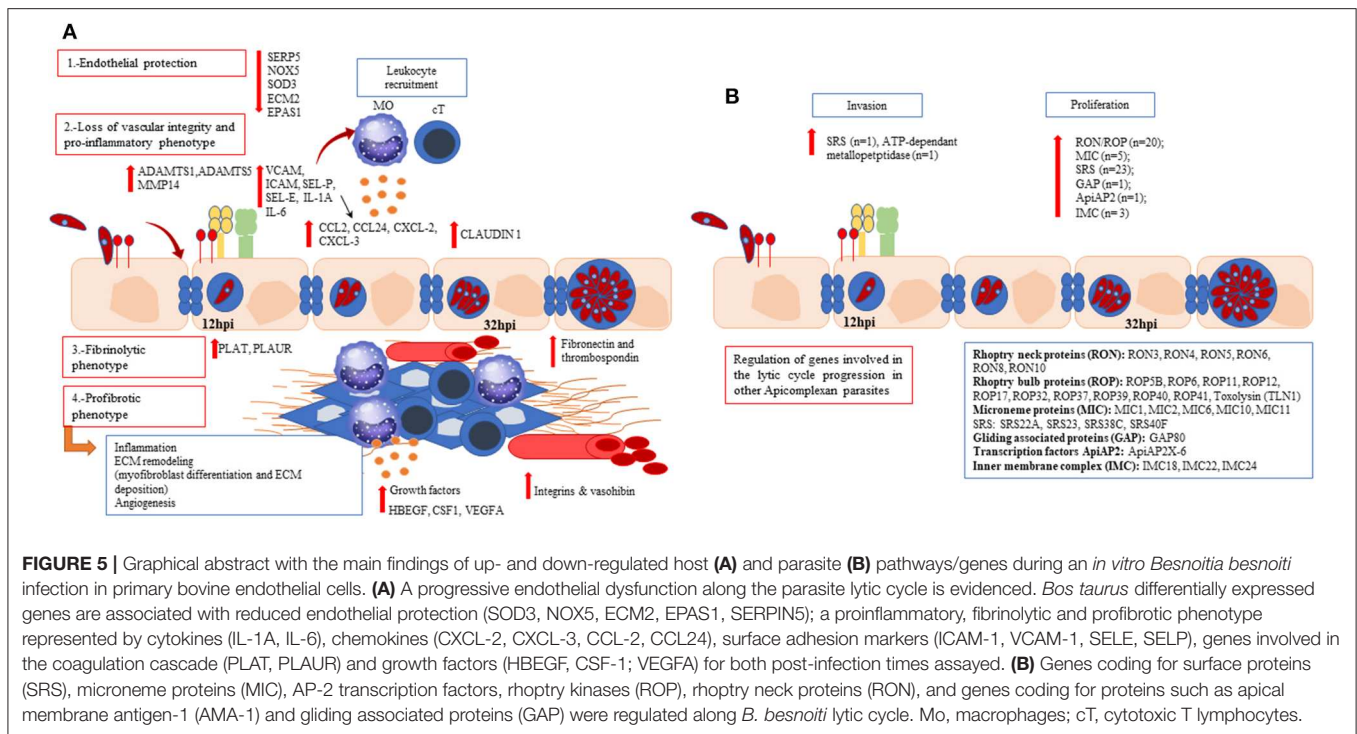 A
1.-Endothelial protection
SERP5
NOX5
SOD3
ECM2
EPAS1
Leukocyte
recruitment
MO
cT
2.-Loss of vascular integrity and
pro-inflammatory phenotype
ADAMTS1, ADAMTS5
MMP14
VCAM,
ICAM, SEL-P,
SEL-E, IL-1A
IL-6
CCL2, CCL24, CXCL-2,
CXCL-3
CLAUDIN 1
12hpi
32hpi
3.-Fibrinolytic
phenotype
PLAT, PLAUR
Fibronectin and
thrombospondin
4.-Profibrotic
phenotype
Inflammation
ECM remodeling
(myofibroblast differentiation and ECM
deposition)
Angiogenesis
Growth factors
HBEGF, CSF1, VEGFA
Integrins & vasohibin
B
Invasion
SRS (n=1), ATP-dependant
metallopetptidase (n=1)
Proliferation
RON/ROP (n=20);
MIC (n=5);
SRS (n=23);
GAP (n=1);
ApiAP2 (n=1);
IMC (n= 3)
12hpi
32hpi
Regulation of genes involved in
the lytic cycle progression in
other Apicomplexan parasites
Rhoptry neck proteins (RON): RON3, RON4, RON5, RON6,
RON8, RON10
Rhoptry bulb proteins (ROP): ROP5B, ROP6, ROP11, ROP12,
ROP17, ROP32, ROP37, ROP39, ROP40, ROP41, Toxolysin (TLN1)
Microneme proteins (MIC): MIC1, MIC2, MIC6, MIC10, MIC11
SRS: SRS22A, SRS23, SRS38C, SRS40F
Gliding associated proteins (GAP): GAP80
Transcription factors ApiAP2: ApiAP2X-6
Inner membrane complex (IMC): IMC18, IMC22, IMC24
FIGURE 5 | Graphical abstract with the main findings of up- and down-regulated host (A) and parasite (B) pathways/genes during an in vitro Besnoitia besnoiti
infection in primary bovine endothelial cells. (A) A progressive endothelial dysfunction along the parasite lytic cycle is evidenced. Bos taurus differentially expressed
genes are associated with reduced endothelial protection (SOD3, NOX5, ECM2, EPAS1, SERPIN5); a proinflammatory, fibrinolytic and profibrotic phenotype
represented by cytokines (IL-1A, IL-6), chemokines (CXCL-2, CXCL-3, CCL-2, CCL24), surface adhesion markers (ICAM-1, VCAM-1, SELE, SELP), genes involved in
the coagulation cascade (PLAT, PLAUR) and growth factors (HBEGF, CSF-1; VEGFA) for both post-infection times assayed. (B) Genes coding for surface proteins
(SRS), microneme proteins (MIC), AP-2 transcription factors, rhoptry kinases (ROP), rhoptry neck proteins (RON), and genes coding for proteins such as apical
membrane antigen-1 (AMA-1) and gliding associated proteins (GAP) were regulated along B. besnoiti lytic cycle. Mo, macrophages; cT, cytotoxic T lymphocytes.